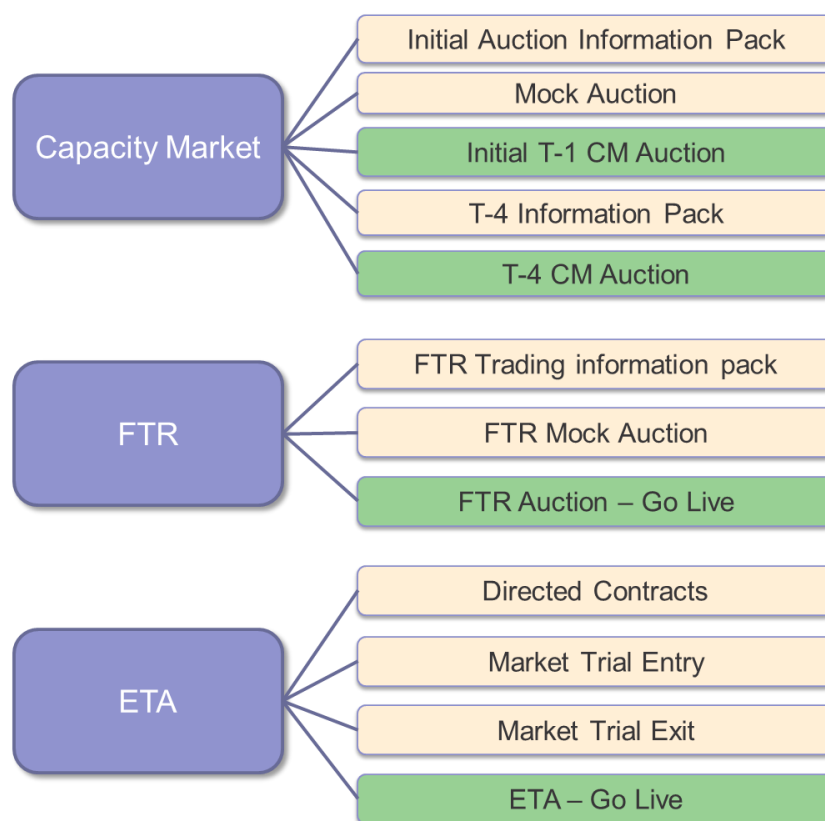 Capacity Market
Initial Auction Information Pack
Mock Auction
Initial T-1 CM Auction
T-4 Information Pack
T-4 CM Auction
FTR
FTR Trading information pack
FTR Mock Auction
FTR Auction – Go Live
ETA
Directed Contracts
Market Trial Entry
Market Trial Exit
ETA – Go Live